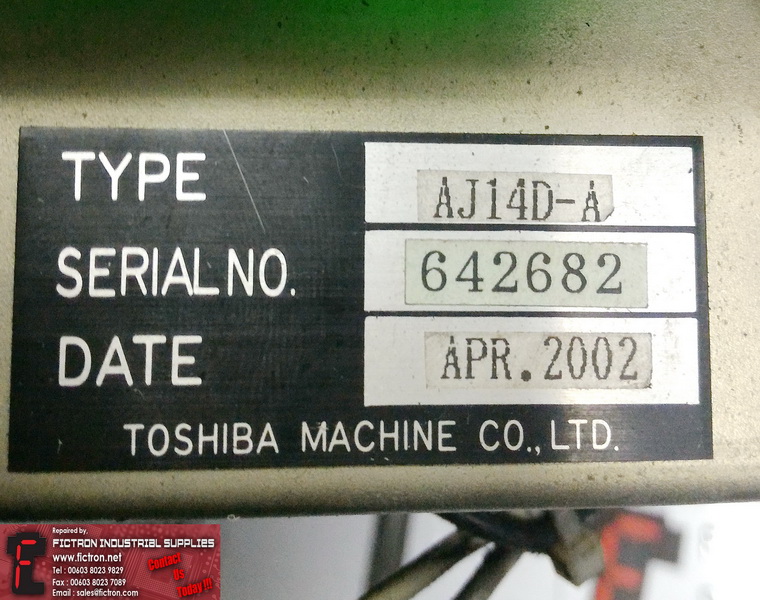 TYPE AJ14D-A
SERIAL NO. 642682
DATE APR. 2002
TOSHIBA MACHINE CO., LTD.
Repaired by,
FICTRON INDUSTRIAL SUPPLIES
www.fictron.net
Tel : 00603 8023 9829
Fax : 00603 8023 7089
Email : sales@fictron.com
Contact
Us
Today !!!